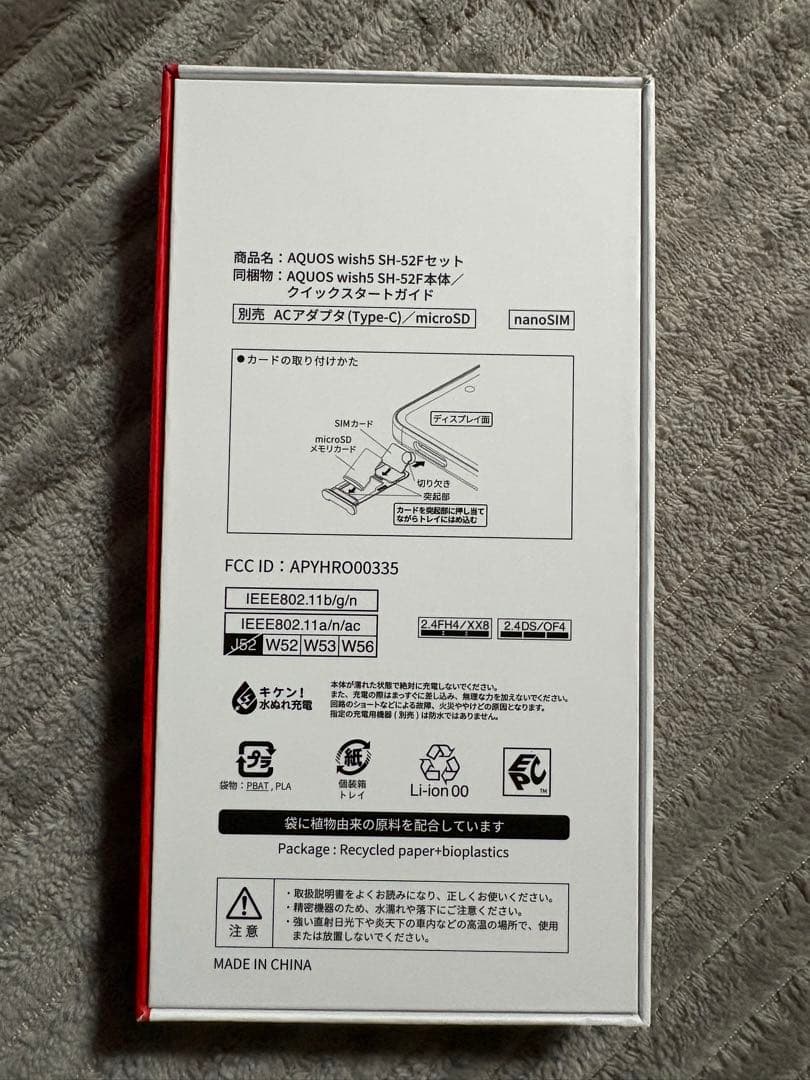 商品名：AQUOS wish5 SH-52Fセット
同梱物：AQUOS wish5 SH-52F本体／
クイックスタートガイド
別売 ACアダプタ(Type-C)／microSD
nanoSIM
●カードの取り付けかた
ディスプレイ面
SIMカード
microSD
メモリカード
切り欠き
突起部
カードを突起部に押し当て
ながらトレイにはめ込む
FCC ID：APYHRO00335
IEEE802.11b/g/n
IEEE802.11a/n/ac
J52 W52 W53 W56
2.4FH4/XX8
2.4DS/OF4
キケン！
水ぬれ充電
本体が濡れた状態で絶対に充電しないでください。
また、充電の際はまっすぐに差し込み、無理な力を加えないでください。
回路のショートなどによる故障、火災ややけどの原因となります。
指定の充電用機器(別売)は防水ではありません。
プラ
袋物：PBAT , PLA
紙
個装箱
トレイ
Li-ion 00
EPC
TM
袋に植物由来の原料を配合しています
Package : Recycled paper+bioplastics
注意
・取扱説明書をよくお読みになり、正しくお使いください。
・精密機器のため、水濡れや落下にご注意ください。
・強い直射日光下や炎天下の車内などの高温の場所で、使用
または放置しないでください。
MADE IN CHINA